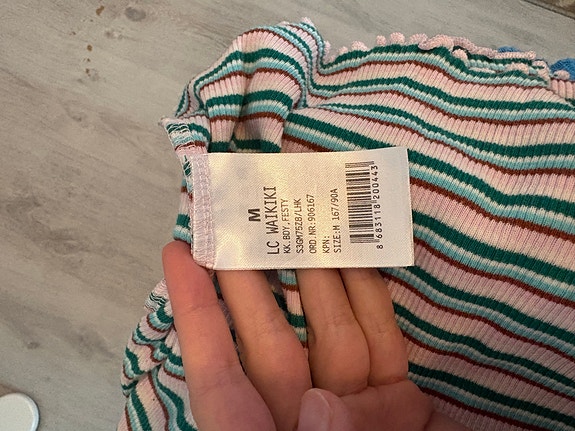 M
LC WAIKIKI
KK.BDY.FESTY
S3GM75Z8/LHK
ORD.NR:906167
KPN:
SIZE:M 167/90A
8 683118 200443